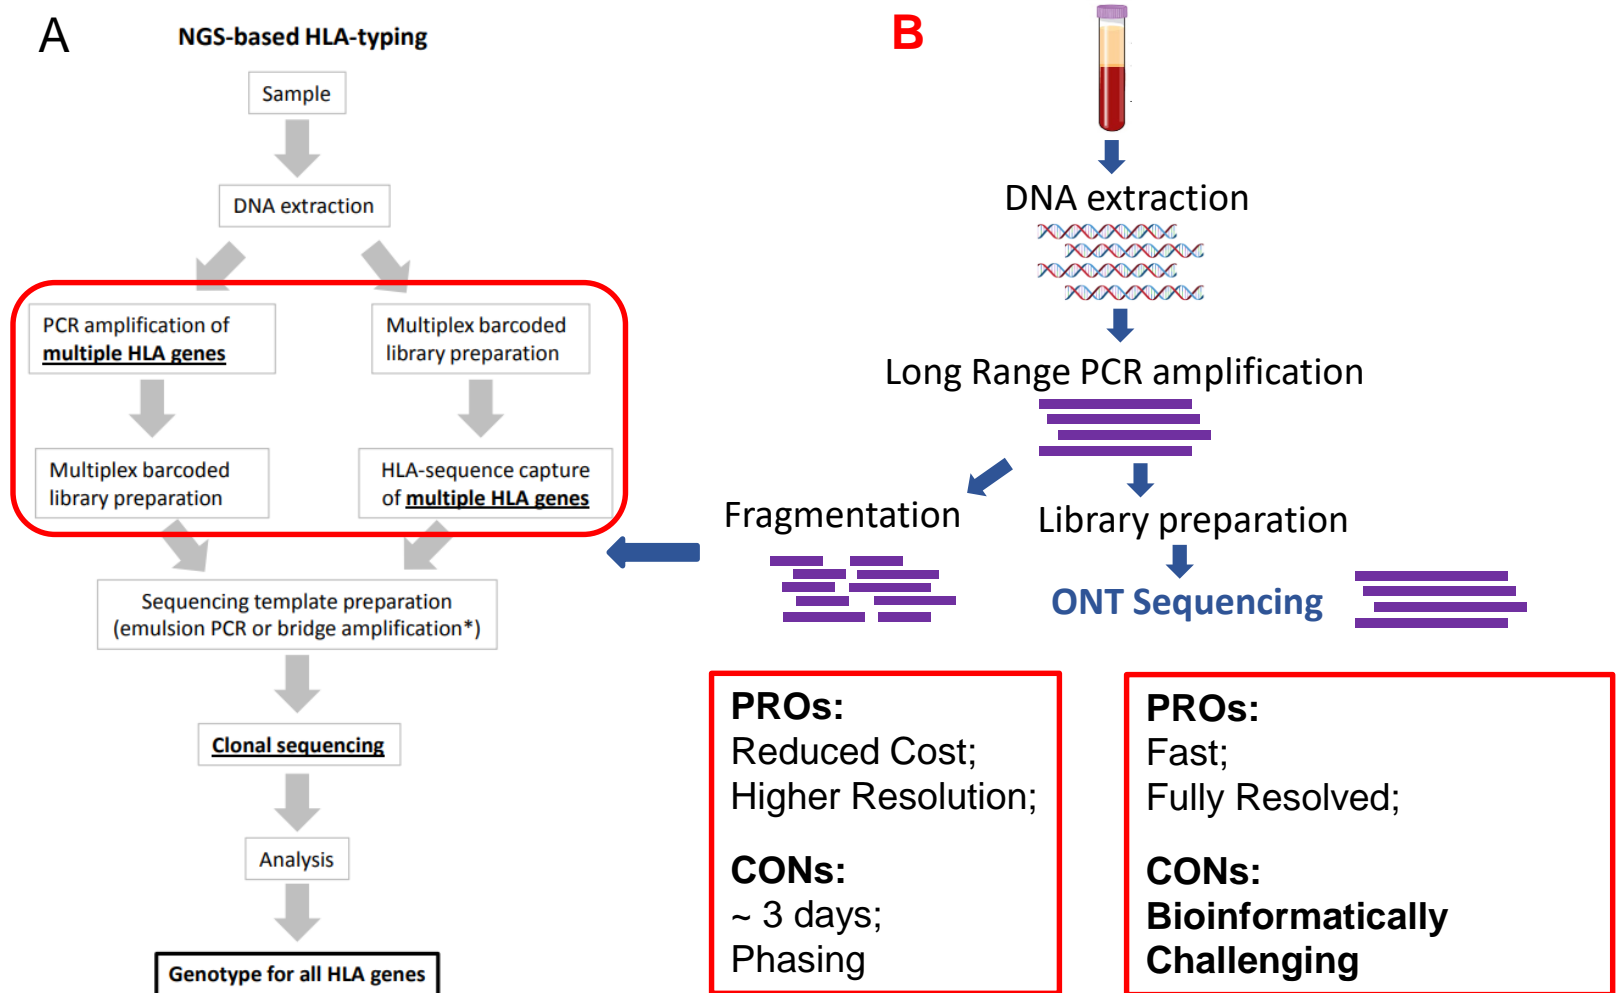 A
NGS-based HLA-typing
Sample
DNA extraction
PCR amplification of
multiple HLA genes
Multiplex barcoded
library preparation
Multiplex barcoded
library preparation
HLA-sequence capture
of multiple HLA genes
Sequencing template preparation
(emulsion PCR or bridge amplification*)
Clonal sequencing
Analysis
Genotype for all HLA genes
B
DNA extraction
Long Range PCR amplification
Fragmentation
Library preparation
ONT Sequencing
PROs:
Reduced Cost;
Higher Resolution;
CONs:
~ 3 days;
Phasing
PROs:
Fast;
Fully Resolved;
CONs:
Bioinformatically
Challenging